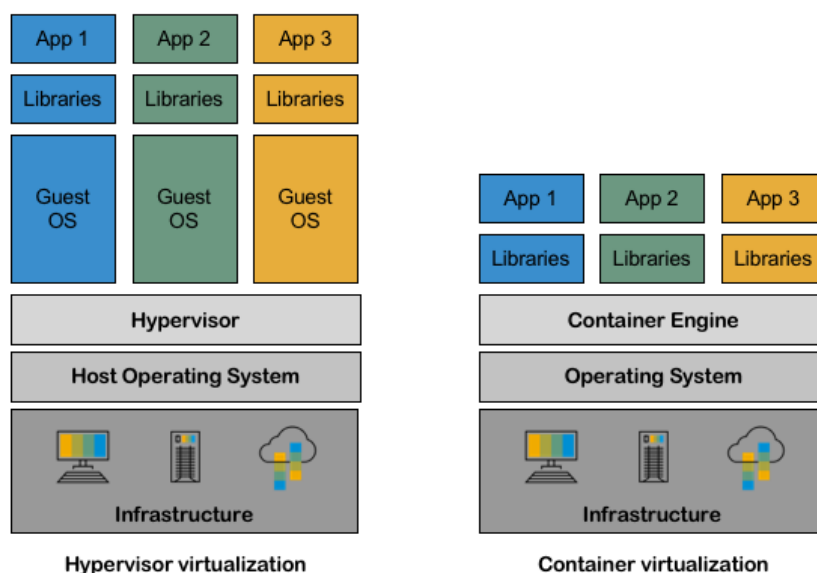 App 1
App 2
App 3
Libraries
Libraries
Libraries
Guest
OS
Guest
OS
Guest
OS
Hypervisor
Host Operating System
Infrastructure
Hypervisor virtualization
App 1
App 2
App 3
Libraries
Libraries
Libraries
Container Engine
Operating System
Infrastructure
Container virtualization